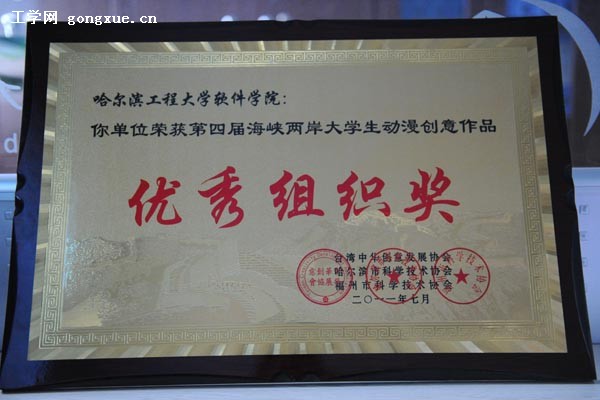 工学网 gongxue.cn
哈尔滨工程大学软件学院：
你单位荣获第四届海峡两岸大学生动漫创意作品
优秀组织奖
台湾中华创意发展协会
哈尔滨市科学技术协会
福州市科学技术协会
二〇一一年七月